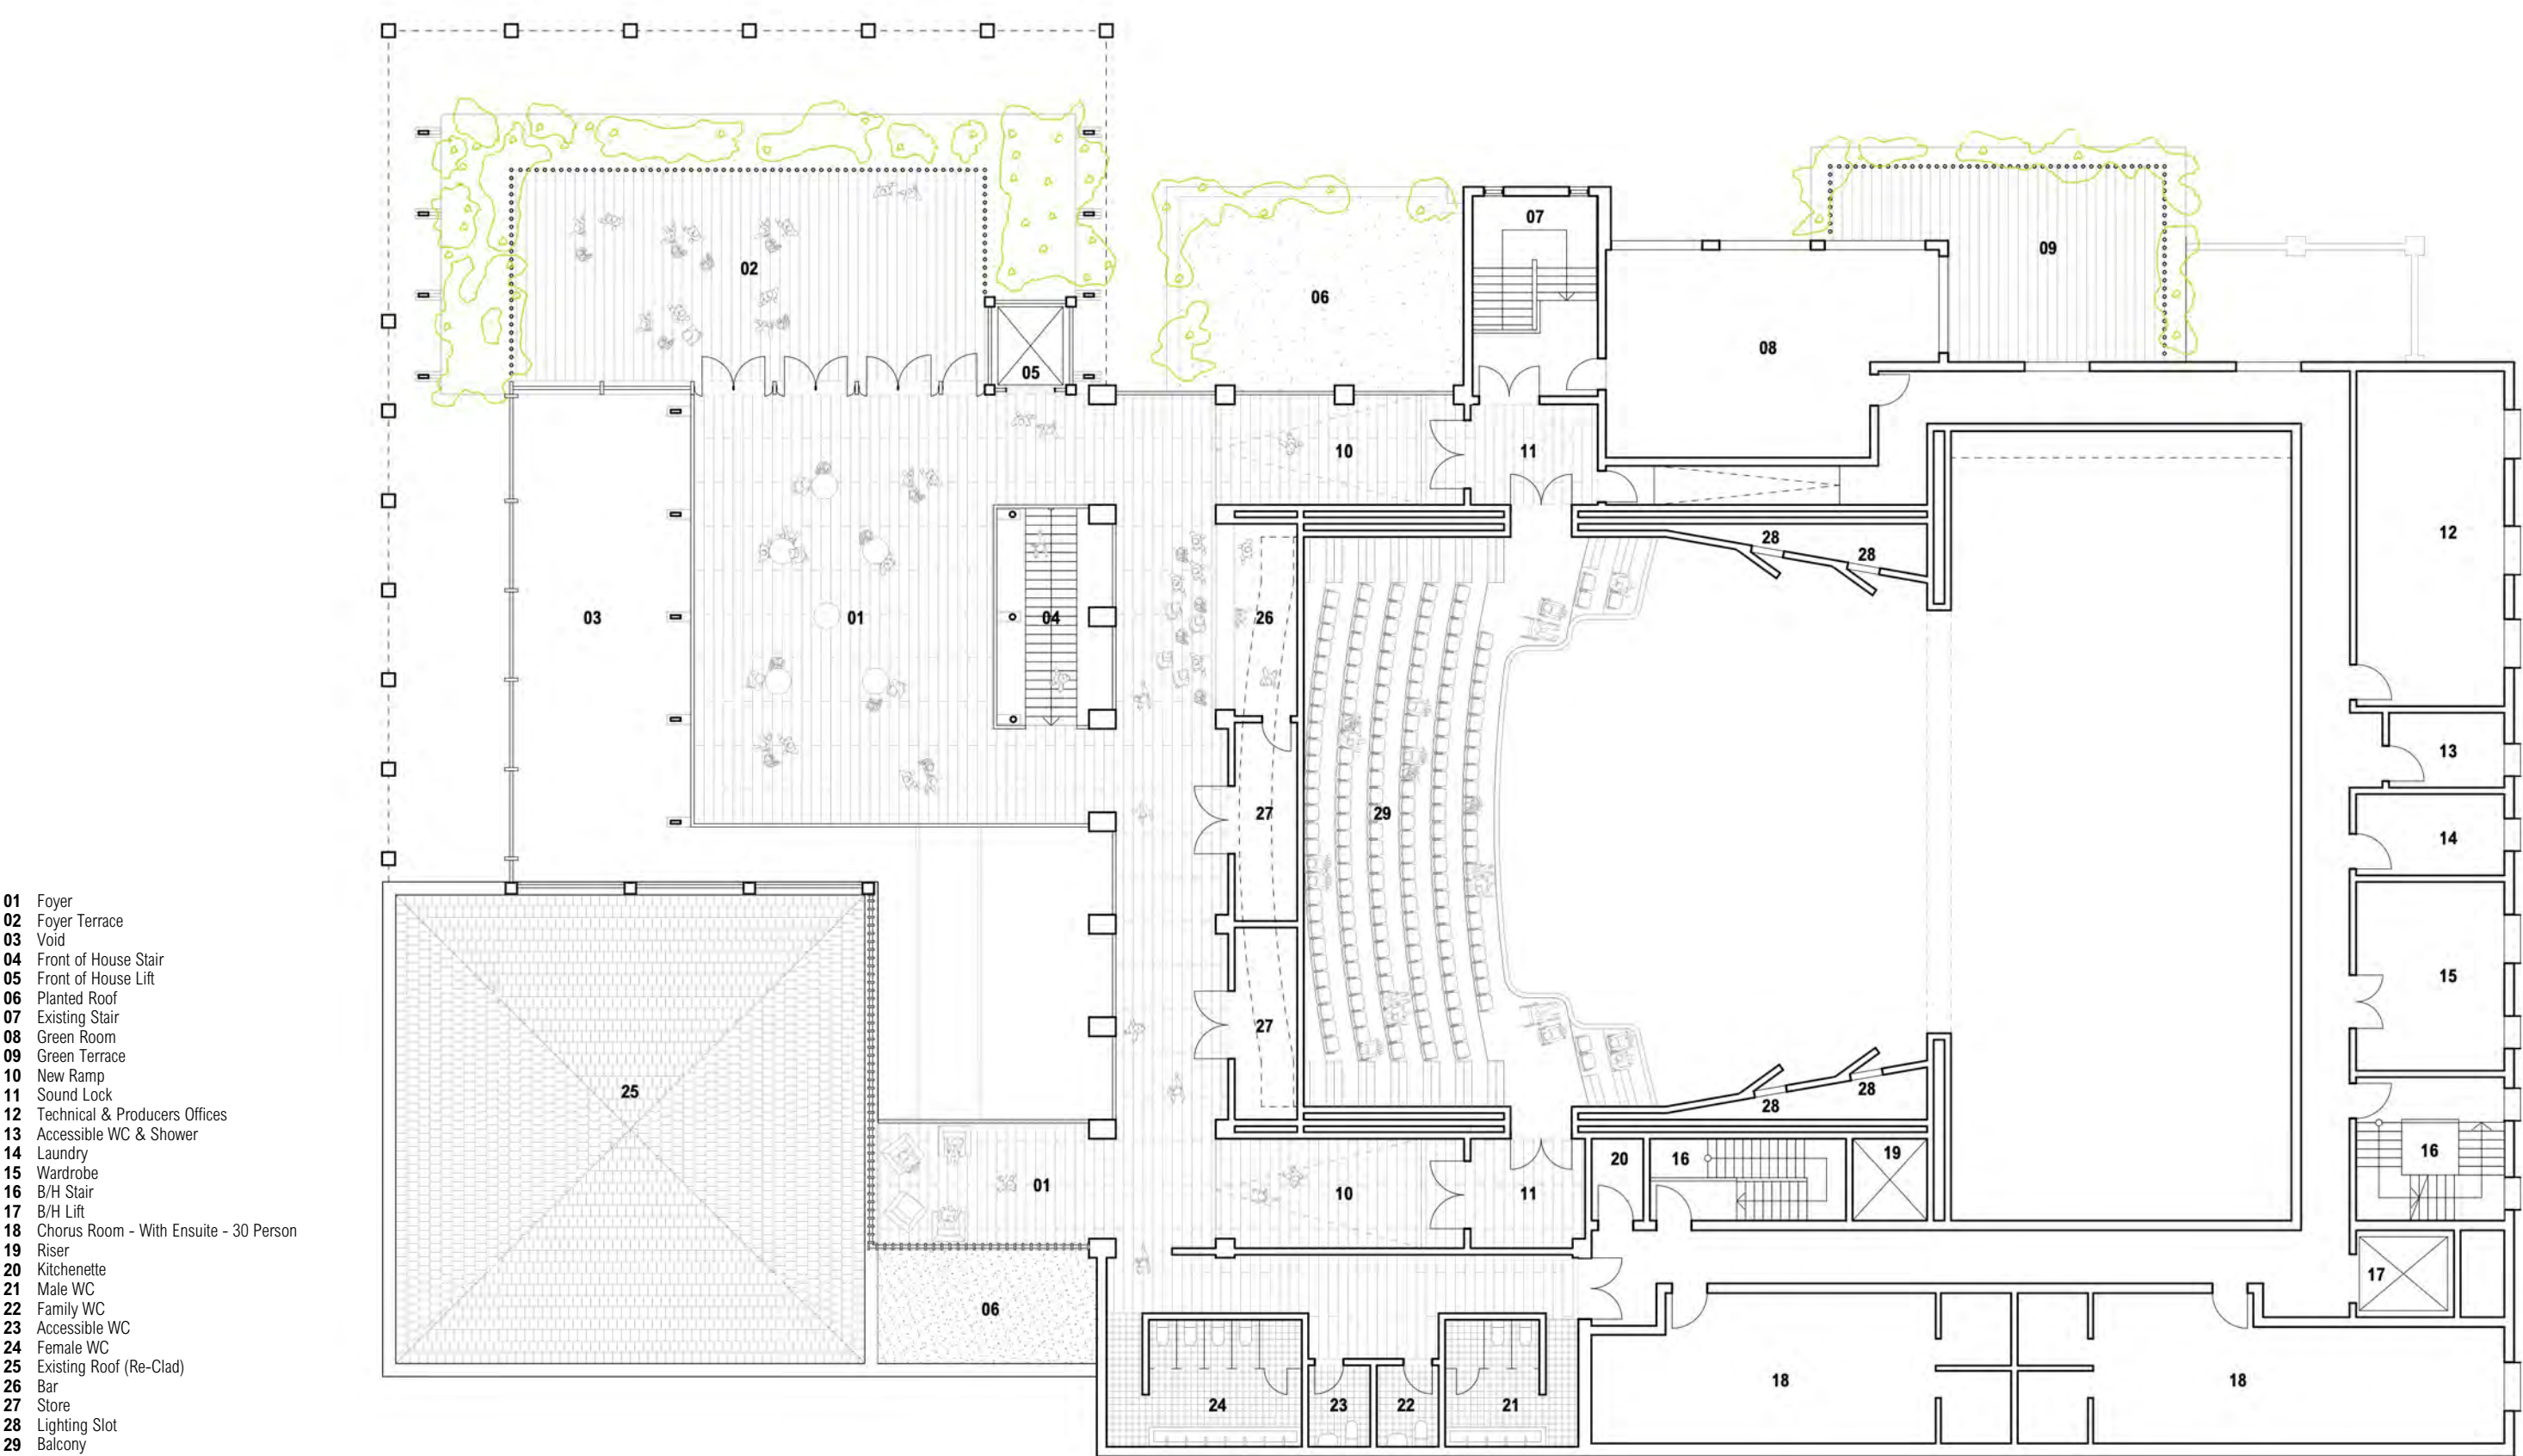 07
09
02
06
08
05
10
11
12
28
28
03
01
04
26
13
27
29
14
01 Foyer
02 Foyer Terrace
03 Void
04 Front of House Stair
05 Front of House Lift
06 Planted Roof
07 Existing Stair
08 Green Room
09 Green Terrace
10 New Ramp
11 Sound Lock
12 Technical & Producers Offices
13 Accessible WC & Shower
14 Laundry
15 Wardrobe
16 B/H Stair
17 B/H Lift
18 Chorus Room - With Ensuite - 30 Person
19 Riser
20 Kitchenette
21 Male WC
22 Family WC
23 Accessible WC
24 Female WC
25 Existing Roof (Re-Clad)
26 Bar
27 Store
28 Lighting Slot
29 Balcony
15
27
25
28
28
01
10
11
20
16
19
16
17
06
18
18
24
23
22
21